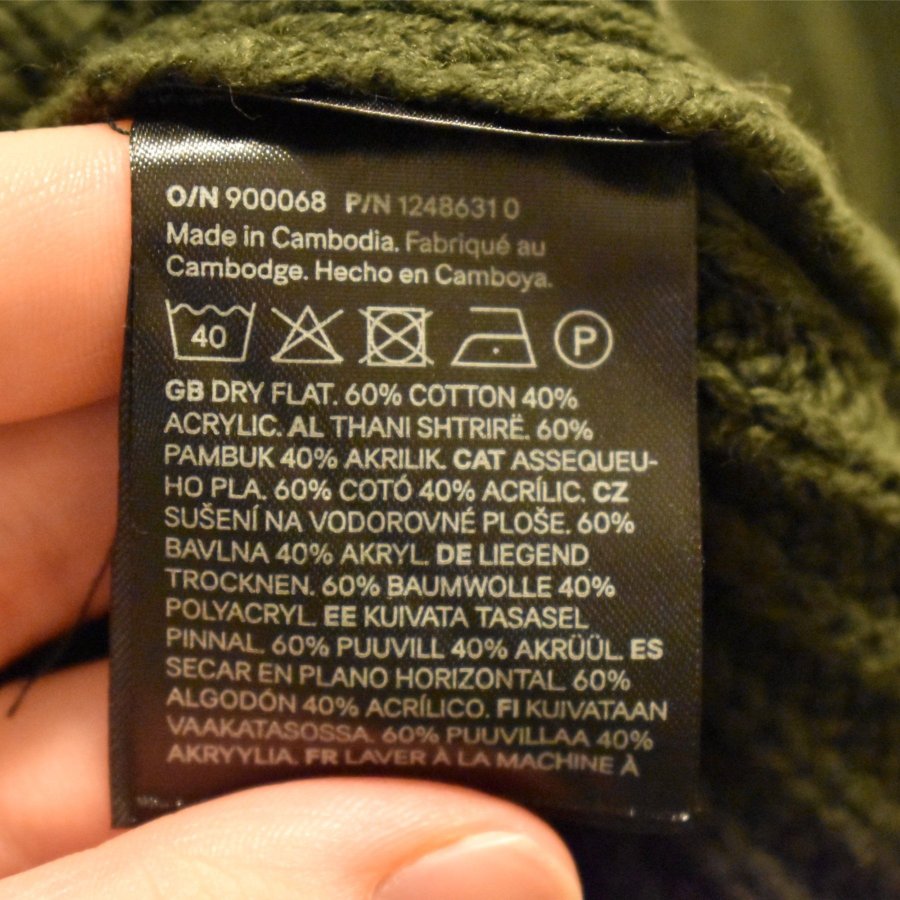 O/N 900068 P/N 1248631 0
Made in Cambodia. Fabriqué au
Cambodge. Hecho en Camboya.
40 P
GB DRY FLAT. 60% COTTON 40%
ACRYLIC. AL THANI SHTRIRË. 60%
PAMBUK 40% AKRILIK. CAT ASSEQUEU-
HO PLA. 60% COTÓ 40% ACRÍLIC. CZ
SUŠENÍ NA VODOROVNÉ PLOŠE. 60%
BAVLNA 40% AKRYL. DE LIEGEND
TROCKNEN. 60% BAUMWOLLE 40%
POLYACRYL. EE KUIVATA TASASEL
PINNAL. 60% PUUVILL 40% AKRÜÜL. ES
SECAR EN PLANO HORIZONTAL. 60%
ALGODÓN 40% ACRÍLICO. FI KUIVATAAN
VAAKATASOSSA. 60% PUUVILLAA 40%
AKRYYLIA. FR LAVER À LA MACHINE À